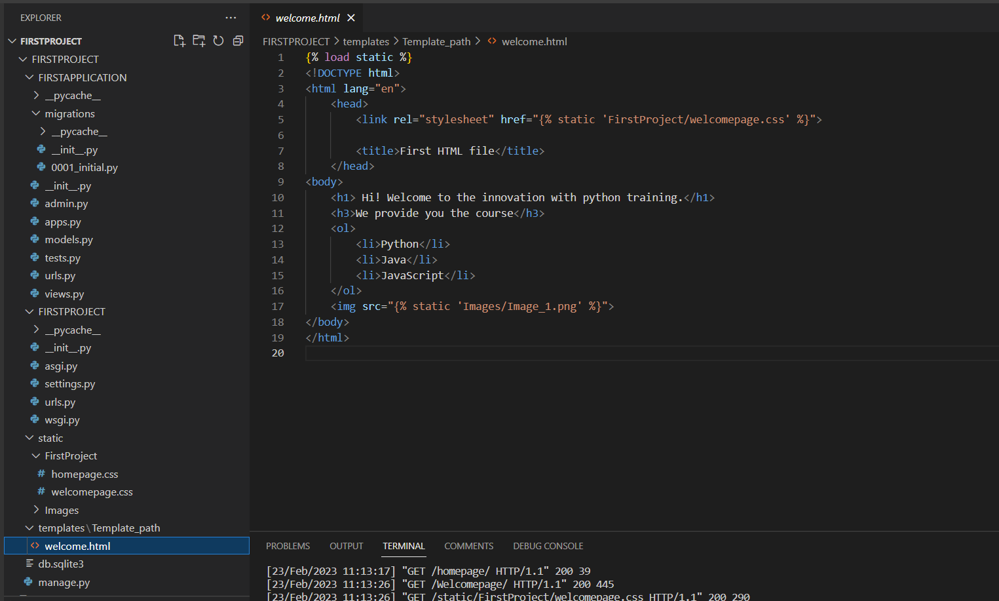 EXPLORER
FIRSTPROJECT
FIRSTPROJECT
FIRSTAPPLICATION
__pycache__
migrations
__pycache__
__init__.py
0001_initial.py
__init__.py
admin.py
apps.py
models.py
tests.py
urls.py
views.py
FIRSTPROJECT
__pycache__
__init__.py
asgi.py
settings.py
urls.py
wsgi.py
static
FirstProject
homepage.css
welcomepage.css
Images
templates\Template_path
welcome.html
db.sqlite3
manage.py
welcome.html
FIRSTPROJECT > templates > Template_path > welcome.html
1 {% load static %}
2 <!DOCTYPE html>
3 <html lang="en">
4 <head>
5 <link rel="stylesheet" href="{% static 'FirstProject/welcomepage.css' %}">
6
7 <title>First HTML file</title>
8 </head>
9 <body>
10 <h1> Hi! Welcome to the innovation with python training.</h1>
11 <h3>We provide you the course</h3>
12 <ol>
13 <li>Python</li>
14 <li>Java</li>
15 <li>JavaScript</li>
16 </ol>
17 <img src="{% static 'Images/Image_1.png' %}">
18 </body>
19 </html>
20
PROBLEMS OUTPUT TERMINAL COMMENTS DEBUG CONSOLE
[23/Feb/2023 11:13:17] "GET /homepage/ HTTP/1.1" 200 39
[23/Feb/2023 11:13:26] "GET /Welcomepage/ HTTP/1.1" 200 445
[23/Feb/2023 11:13:26] "GET /static/FirstProject/welcomepage.css HTTP/1.1" 200 290